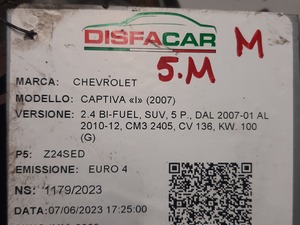 DISFACAR
M
5.M
MARCA: CHEVROLET
MODELLO: CAPTIVA «I» (2007)
VERSIONE: 2.4 BI-FUEL, SUV, 5 P., DAL 2007-01 AL
2010-12, CM3 2405, CV 136, KW. 100
(G)
P5: Z24SED
EMISSIONE: EURO 4
NS: 1179/2023
DATA: 07/06/2023 17:25:00